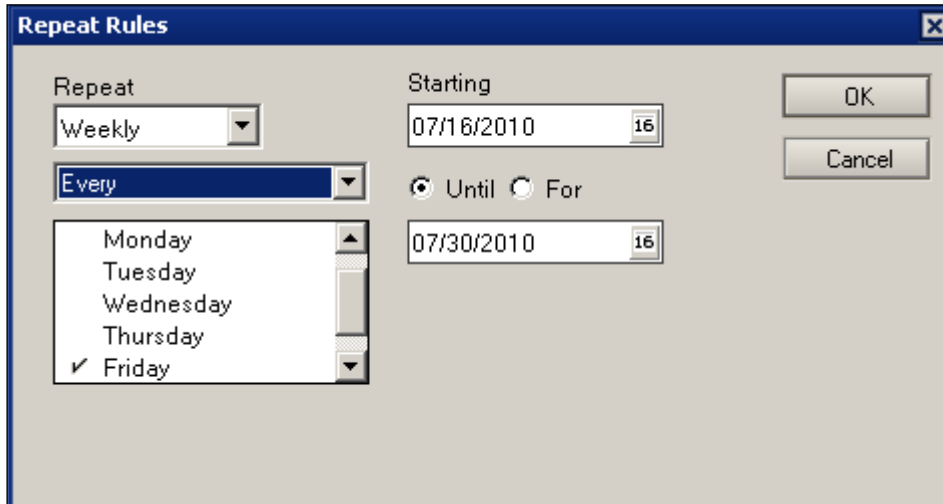 Repeat Rules
Repeat
Weekly
Every
Monday
Tuesday
Wednesday
Thursday
Friday
Starting
07/16/2010
16
Until
For
07/30/2010
16
OK
Cancel